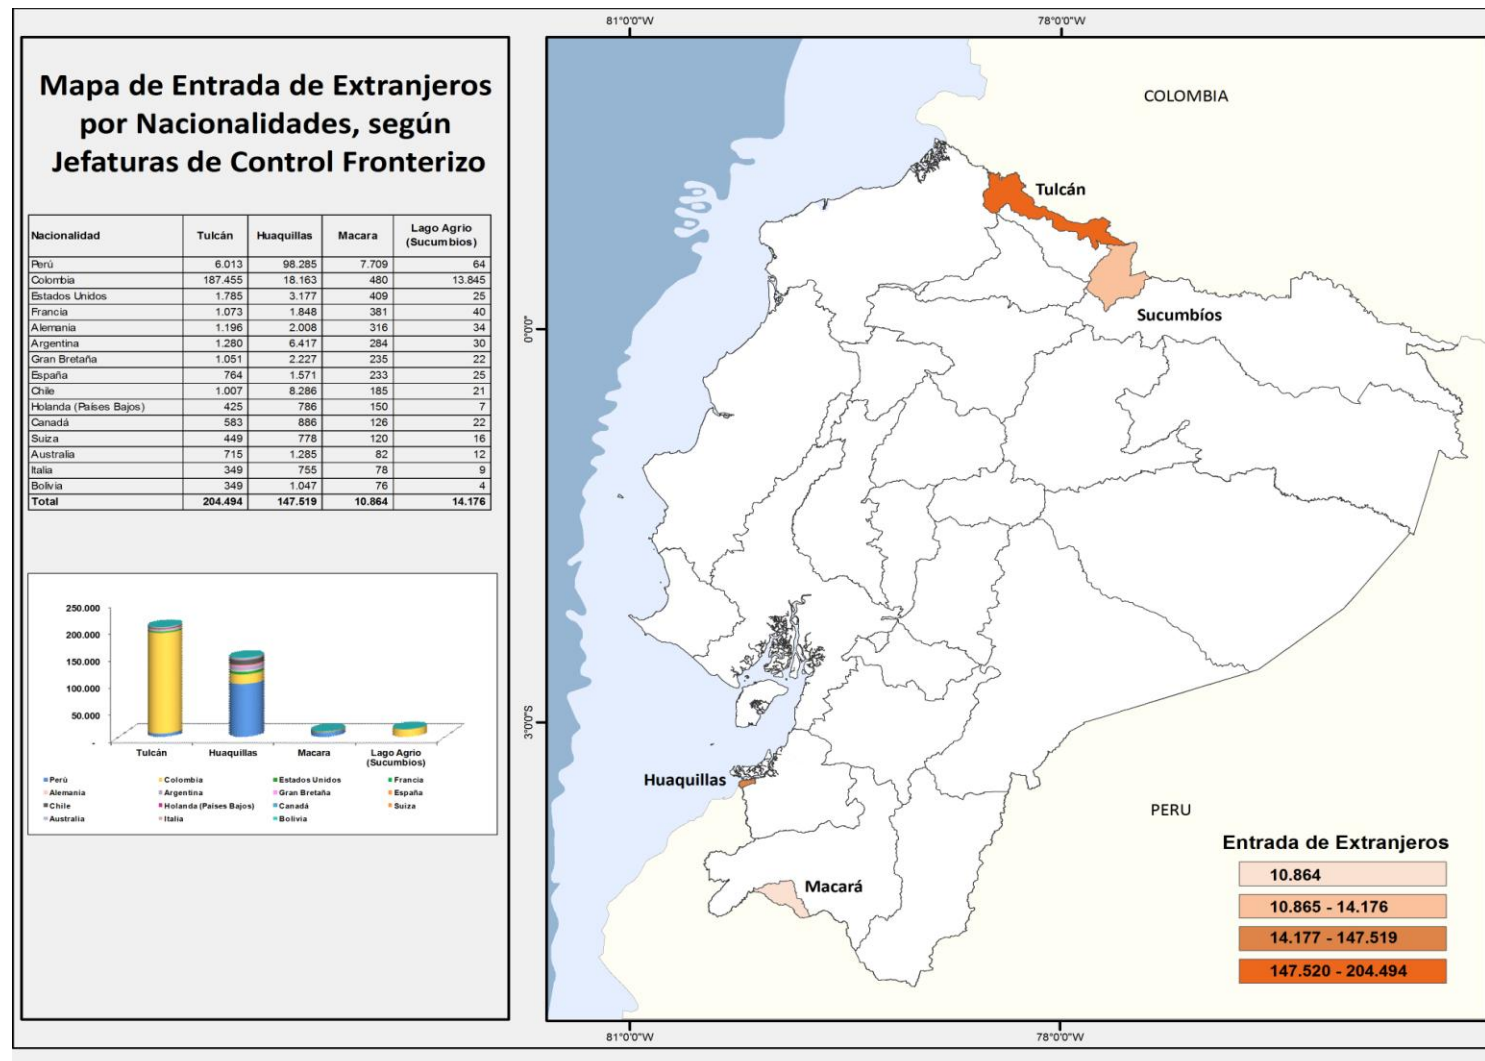 Mapa de Entrada de Extranjeros
por Nacionalidades, según
Jefaturas de Control Fronterizo
Nacionalidad Tulcán Huaquillas Macara Lago Agrio (Sucumbios)
Perú 6.013 98.285 7.709 64
Colombia 187.455 18.163 480 13.845
Estados Unidos 1.785 3.177 409 25
Francia 1.073 1.848 381 40
Alemania 1.196 2.008 316 34
Argentina 1.280 6.417 284 30
Gran Bretaña 1.051 2.227 235 22
España 764 1.571 233 25
Chile 1.007 8.286 185 21
Holanda (Países Bajos) 425 786 150 7
Canadá 583 886 126 22
Suiza 449 778 120 16
Australia 715 1.285 82 12
Italia 349 755 78 9
Bolivia 349 1.047 76 4
Total 204.494 147.519 10.864 14.176
250.000
200.000
150.000
100.000
50.000
-
Tulcán Huaquillas Macara Lago Agrio
(Sucumbios)
Perú Colombia Estados Unidos Francia
Alemania Argentina Gran Bretaña España
Chile Holanda (Países Bajos) Canadá Suiza
Australia Italia Bolivia
81°0'0"W 78°0'0"W
0°0'0"
3°0'0"S
COLOMBIA
Tulcán
Sucumbíos
Huaquillas
PERU
Macará
Entrada de Extranjeros
10.864
10.865 - 14.176
14.177 - 147.519
147.520 - 204.494
81°0'0"W 78°0'0"W